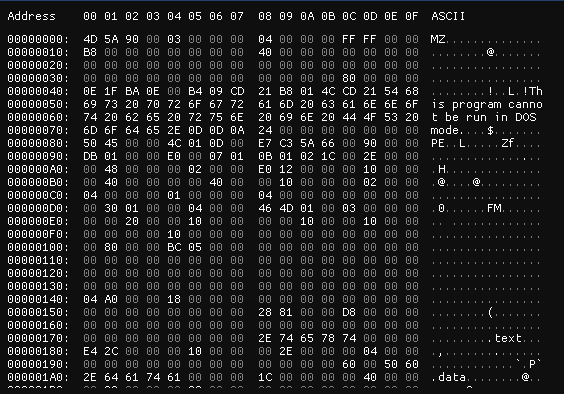 Address 00 01 02 03 04 05 06 07 08 09 0A 0B 0C 0D 0E 0F ASCII
00000000: 4D 5A 90 00 03 00 00 00 04 00 00 00 FF FF 00 00 MZ..............
00000010: B8 00 00 00 00 00 00 00 40 00 00 00 00 00 00 00 ........@.......
00000020: 00 00 00 00 00 00 00 00 00 00 00 00 00 00 00 00 ................
00000030: 00 00 00 00 00 00 00 00 00 00 00 00 80 00 00 00 ................
00000040: 0E 1F BA 0E 00 B4 09 CD 21 B8 01 4C CD 21 54 68 ........!..L.!Th
00000050: 69 73 20 70 72 6F 67 72 61 6D 20 63 61 6E 6E 6F is program canno
00000060: 74 20 62 65 20 72 75 6E 20 69 6E 20 44 4F 53 20 t be run in DOS
00000070: 6D 6F 64 65 2E 0D 0D 0A 24 00 00 00 00 00 00 00 mode....$.......
00000080: 50 45 00 00 4C 01 0D 00 E7 C3 5A 66 00 90 00 00 PE..L.....Zf....
00000090: DB 01 00 00 E0 00 07 01 0B 01 02 1C 00 2E 00 00 ................
000000A0: 00 48 00 00 00 02 00 00 E0 12 00 00 00 10 00 00 .H..............
000000B0: 00 40 00 00 00 00 40 00 00 10 00 00 00 02 00 00 .@....@.........
000000C0: 04 00 00 00 01 00 00 00 04 00 00 00 00 00 00 00 ................
000000D0: 00 30 01 00 00 04 00 00 46 4D 01 00 03 00 00 00 .0......FM......
000000E0: 00 00 20 00 00 10 00 00 00 00 10 00 00 10 00 00 .. .............
000000F0: 00 00 00 00 10 00 00 00 00 00 00 00 00 00 00 00 ................
00000100: 00 80 00 00 BC 05 00 00 00 00 00 00 00 00 00 00 ................
00000110: 00 00 00 00 00 00 00 00 00 00 00 00 00 00 00 00 ................
00000120: 00 00 00 00 00 00 00 00 00 00 00 00 00 00 00 00 ................
00000130: 00 00 00 00 00 00 00 00 00 00 00 00 00 00 00 00 ................
00000140: 04 A0 00 00 18 00 00 00 00 00 00 00 00 00 00 00 ................
00000150: 00 00 00 00 00 00 00 00 28 81 00 00 D8 00 00 00 ........(.......
00000160: 00 00 00 00 00 00 00 00 00 00 00 00 00 00 00 00 ................
00000170: 00 00 00 00 00 00 00 00 2E 74 65 78 74 00 00 00 .........text...
00000180: E4 2C 00 00 00 10 00 00 00 2E 00 00 00 04 00 00 .,..............
00000190: 00 00 00 00 00 00 00 00 00 00 00 00 60 00 50 60 ............`.P`
000001A0: 2E 64 61 74 61 00 00 00 1C 00 00 00 00 40 00 00 .data........@..